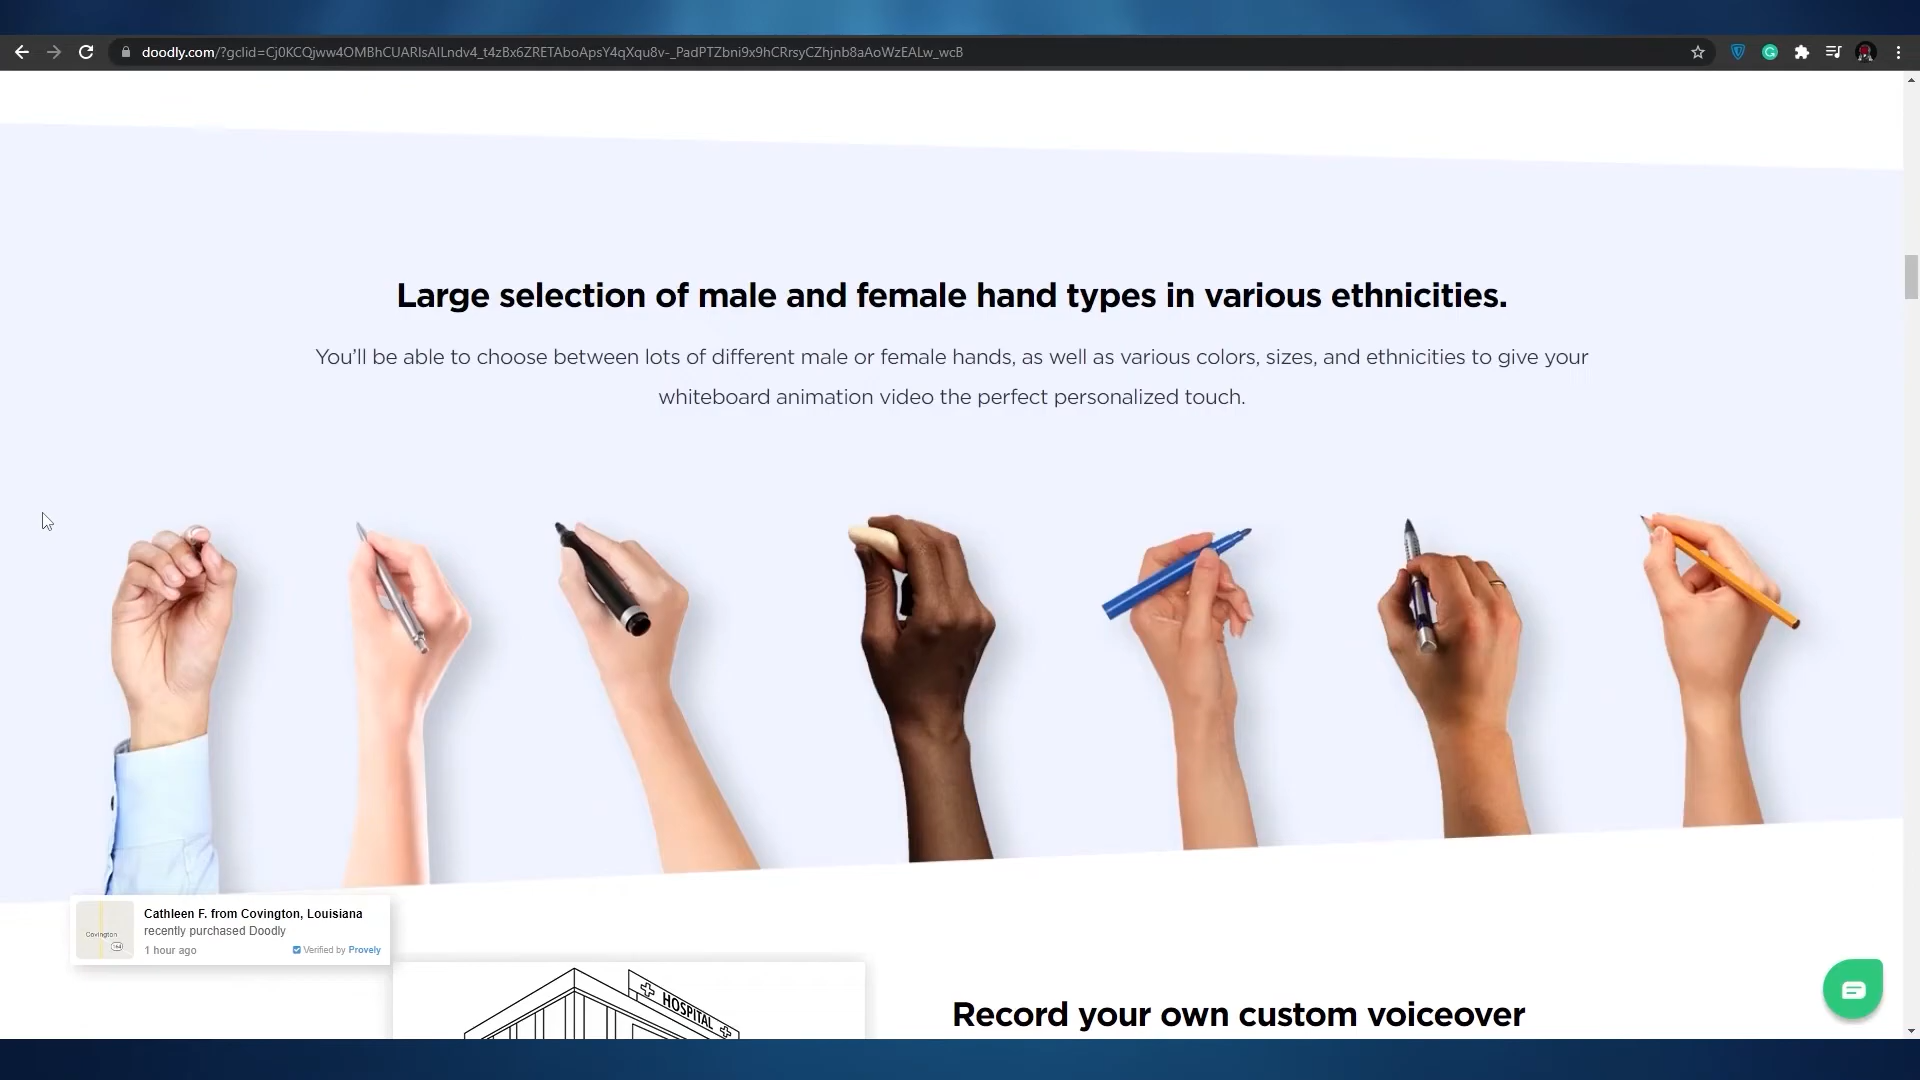 doodly.com/?gclid=Cj0KCQjww4OMBhCUARIsAILndv4_t4zBx6ZRETAboApsY4qXqu8v-_PadPTZbni9x9hCRrsyCZhjnb8aAoWzEALw_wcB
Large selection of male and female hand types in various ethnicities.
You’ll be able to choose between lots of different male or female hands, as well as various colors, sizes, and ethnicities to give your
whiteboard animation video the perfect personalized touch.
Cathleen F. from Covington, Louisiana
recently purchased Doodly
Covington
1 hour ago
Verified by Provely
HOSPITAL
Record your own custom voiceover